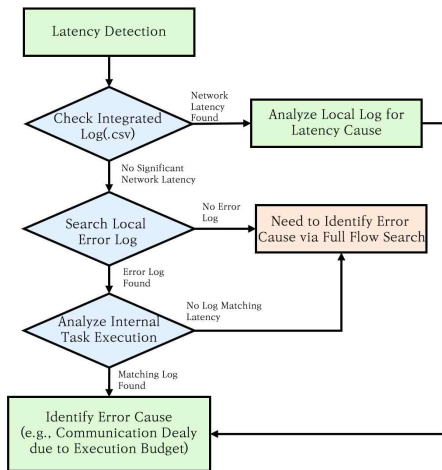 Latency Detection
Check Integrated
Log(.csv)
Network
Latency
Found
Analyze Local Log for
Latency Cause
No Significant
Network Latency
Search Local
Error Log
No Error
Log
Need to Identify Error
Cause via Full Flow Search
Error Log
Found
Analyze Internal
Task Execution
No Log Matching
Latency
Matching Log
Found
Identify Error Cause
(e.g., Communication Dealy
due to Execution Budget)